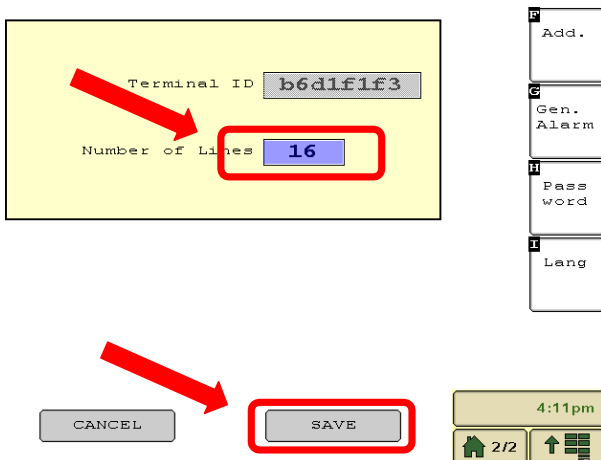 Terminal ID b6d1f1f3
Number of Lines 16
F
Add.
G
Gen.
Alarm
H
Pass
word
I
Lang
CANCEL
SAVE
4:11pm
2/2